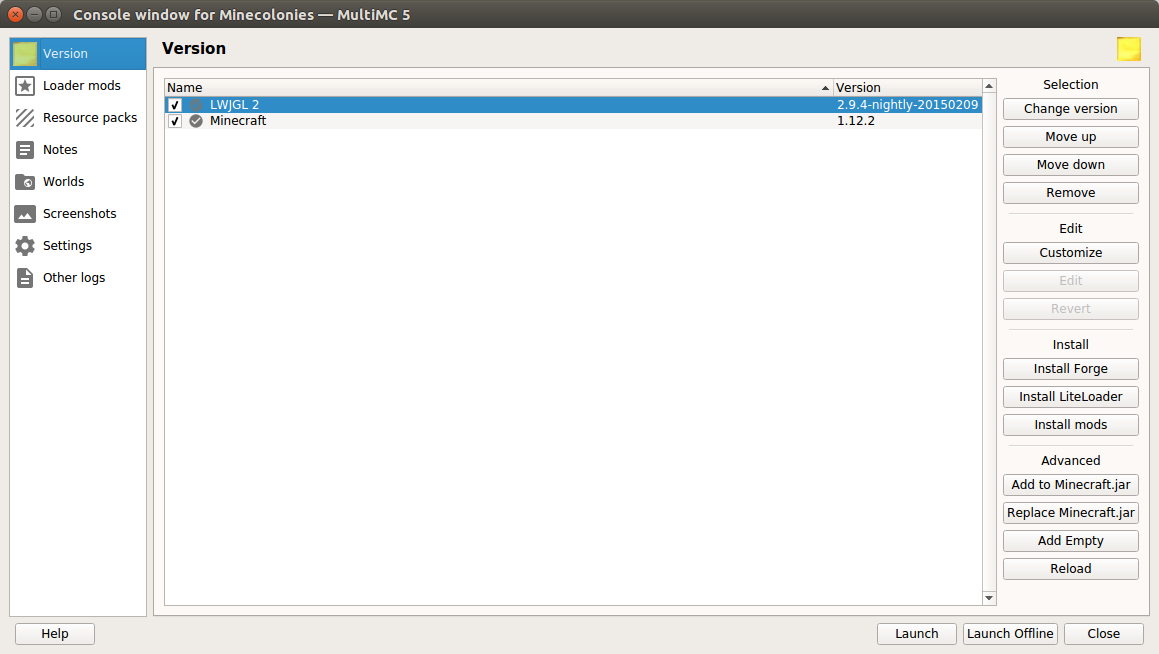 Console window for Minecolonies — MultiMC 5
Version
Loader mods
Resource packs
Notes
Worlds
Screenshots
Settings
Other logs
Version
Name Version
LWJGL 2 2.9.4-nightly-20150209
Minecraft 1.12.2
Selection
Change version
Move up
Move down
Remove
Edit
Customize
Edit
Revert
Install
Install Forge
Install LiteLoader
Install mods
Advanced
Add to Minecraft.jar
Replace Minecraft.jar
Add Empty
Reload
Help Launch Launch Offline Close